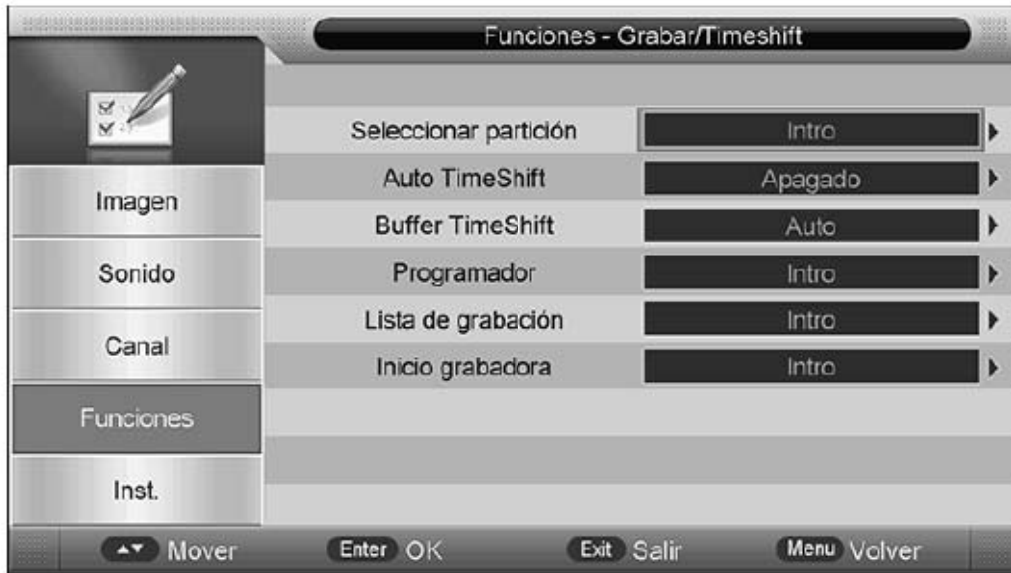 Funciones - Grabar/Timeshift
Imagen
Sonido
Canal
Funciones
Inst.
Seleccionar partición Intro
Auto TimeShift Apagado
Buffer TimeShift Auto
Programador Intro
Lista de grabación Intro
Inicio grabadora Intro
Mover Enter OK Exit Salir Menu Volver